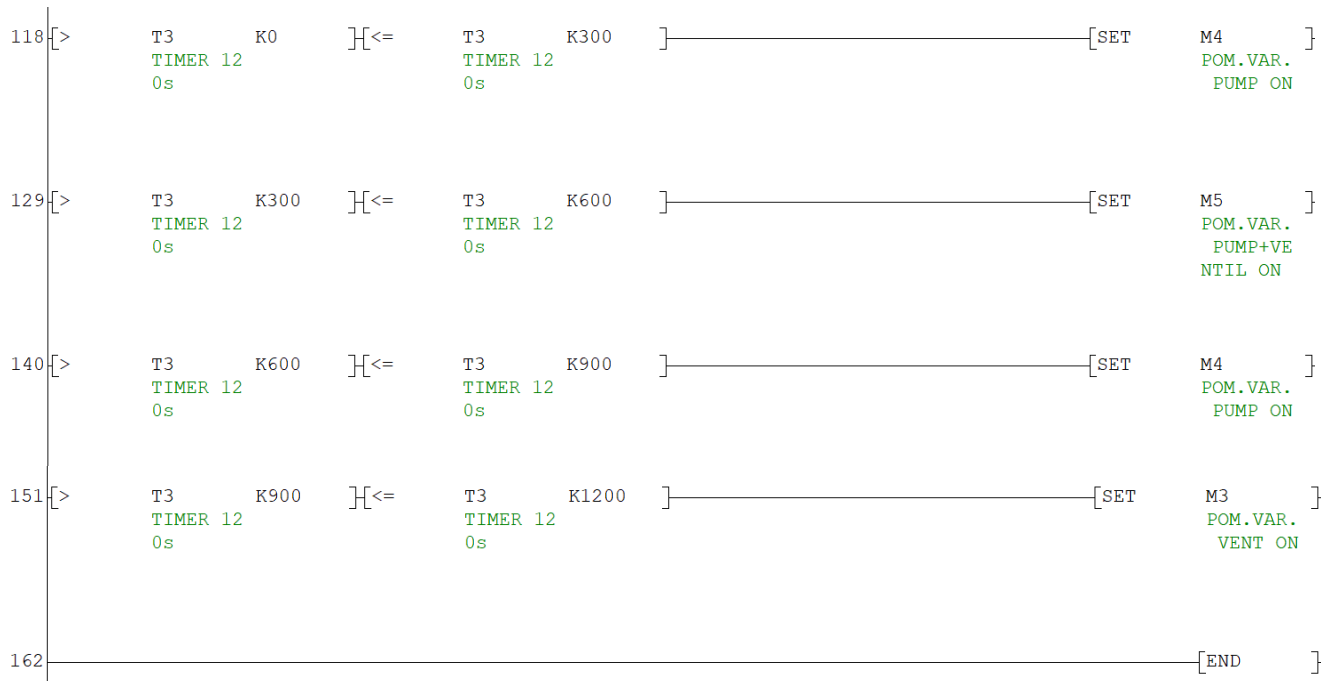 118 > T3 K0 <= T3 K300 SET M4
TIMER 12 TIMER 12 POM.VAR.
0s 0s PUMP ON
129 > T3 K300 <= T3 K600 SET M5
TIMER 12 TIMER 12 POM.VAR.
0s 0s PUMP+VE
NTIL ON
140 > T3 K600 <= T3 K900 SET M4
TIMER 12 TIMER 12 POM.VAR.
0s 0s PUMP ON
151 > T3 K900 <= T3 K1200 SET M3
TIMER 12 TIMER 12 POM.VAR.
0s 0s VENT ON
162 END